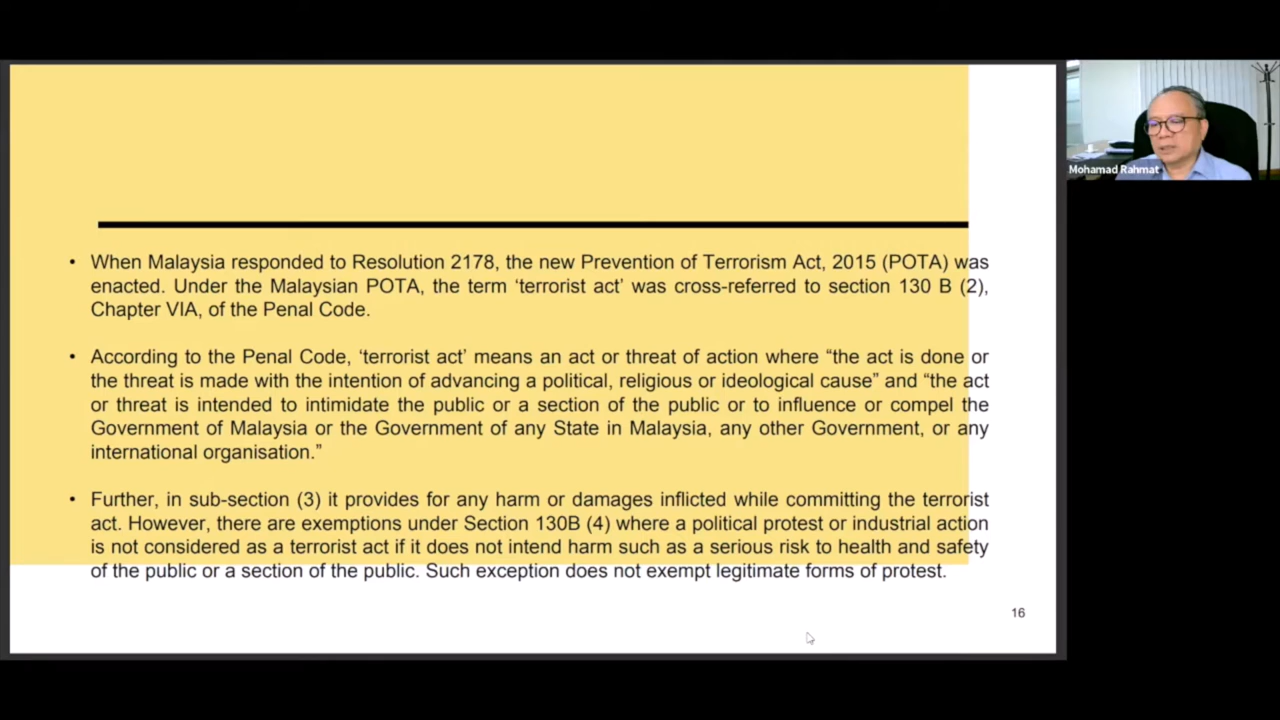 • When Malaysia responded to Resolution 2178, the new Prevention of Terrorism Act, 2015 (POTA) was
enacted. Under the Malaysian POTA, the term ‘terrorist act’ was cross-referred to section 130 B (2),
Chapter VIA, of the Penal Code.
• According to the Penal Code, ‘terrorist act’ means an act or threat of action where “the act is done or
the threat is made with the intention of advancing a political, religious or ideological cause” and “the act
or threat is intended to intimidate the public or a section of the public or to influence or compel the
Government of Malaysia or the Government of any State in Malaysia, any other Government, or any
international organisation.”
• Further, in sub-section (3) it provides for any harm or damages inflicted while committing the terrorist
act. However, there are exemptions under Section 130B (4) where a political protest or industrial action
is not considered as a terrorist act if it does not intend harm such as a serious risk to health and safety
of the public or a section of the public. Such exception does not exempt legitimate forms of protest.
16
Mohamad Rahmat